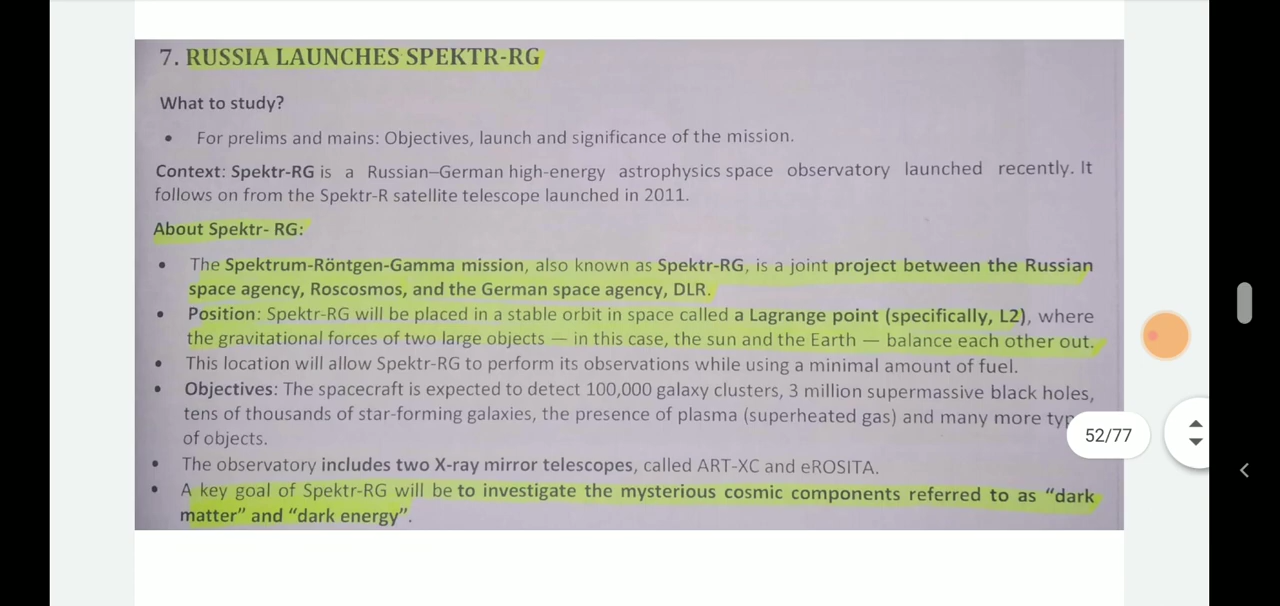 7. RUSSIA LAUNCHES SPEKTR-RG
What to study?
• For prelims and mains: Objectives, launch and significance of the mission.
Context: Spektr-RG is a Russian–German high-energy astrophysics space observatory launched recently. It
follows on from the Spektr-R satellite telescope launched in 2011.
About Spektr- RG:
• The Spektrum-Röntgen-Gamma mission, also known as Spektr-RG, is a joint project between the Russian
space agency, Roscosmos, and the German space agency, DLR.
• Position: Spektr-RG will be placed in a stable orbit in space called a Lagrange point (specifically, L2), where
the gravitational forces of two large objects — in this case, the sun and the Earth — balance each other out.
• This location will allow Spektr-RG to perform its observations while using a minimal amount of fuel.
• Objectives: The spacecraft is expected to detect 100,000 galaxy clusters, 3 million supermassive black holes,
tens of thousands of star-forming galaxies, the presence of plasma (superheated gas) and many more
of objects.
52/77
• The observatory includes two X-ray mirror telescopes, called ART-XC and eROSITA.
• A key goal of Spektr-RG will be to investigate the mysterious cosmic components referred to as “dark
matter” and “dark energy”.